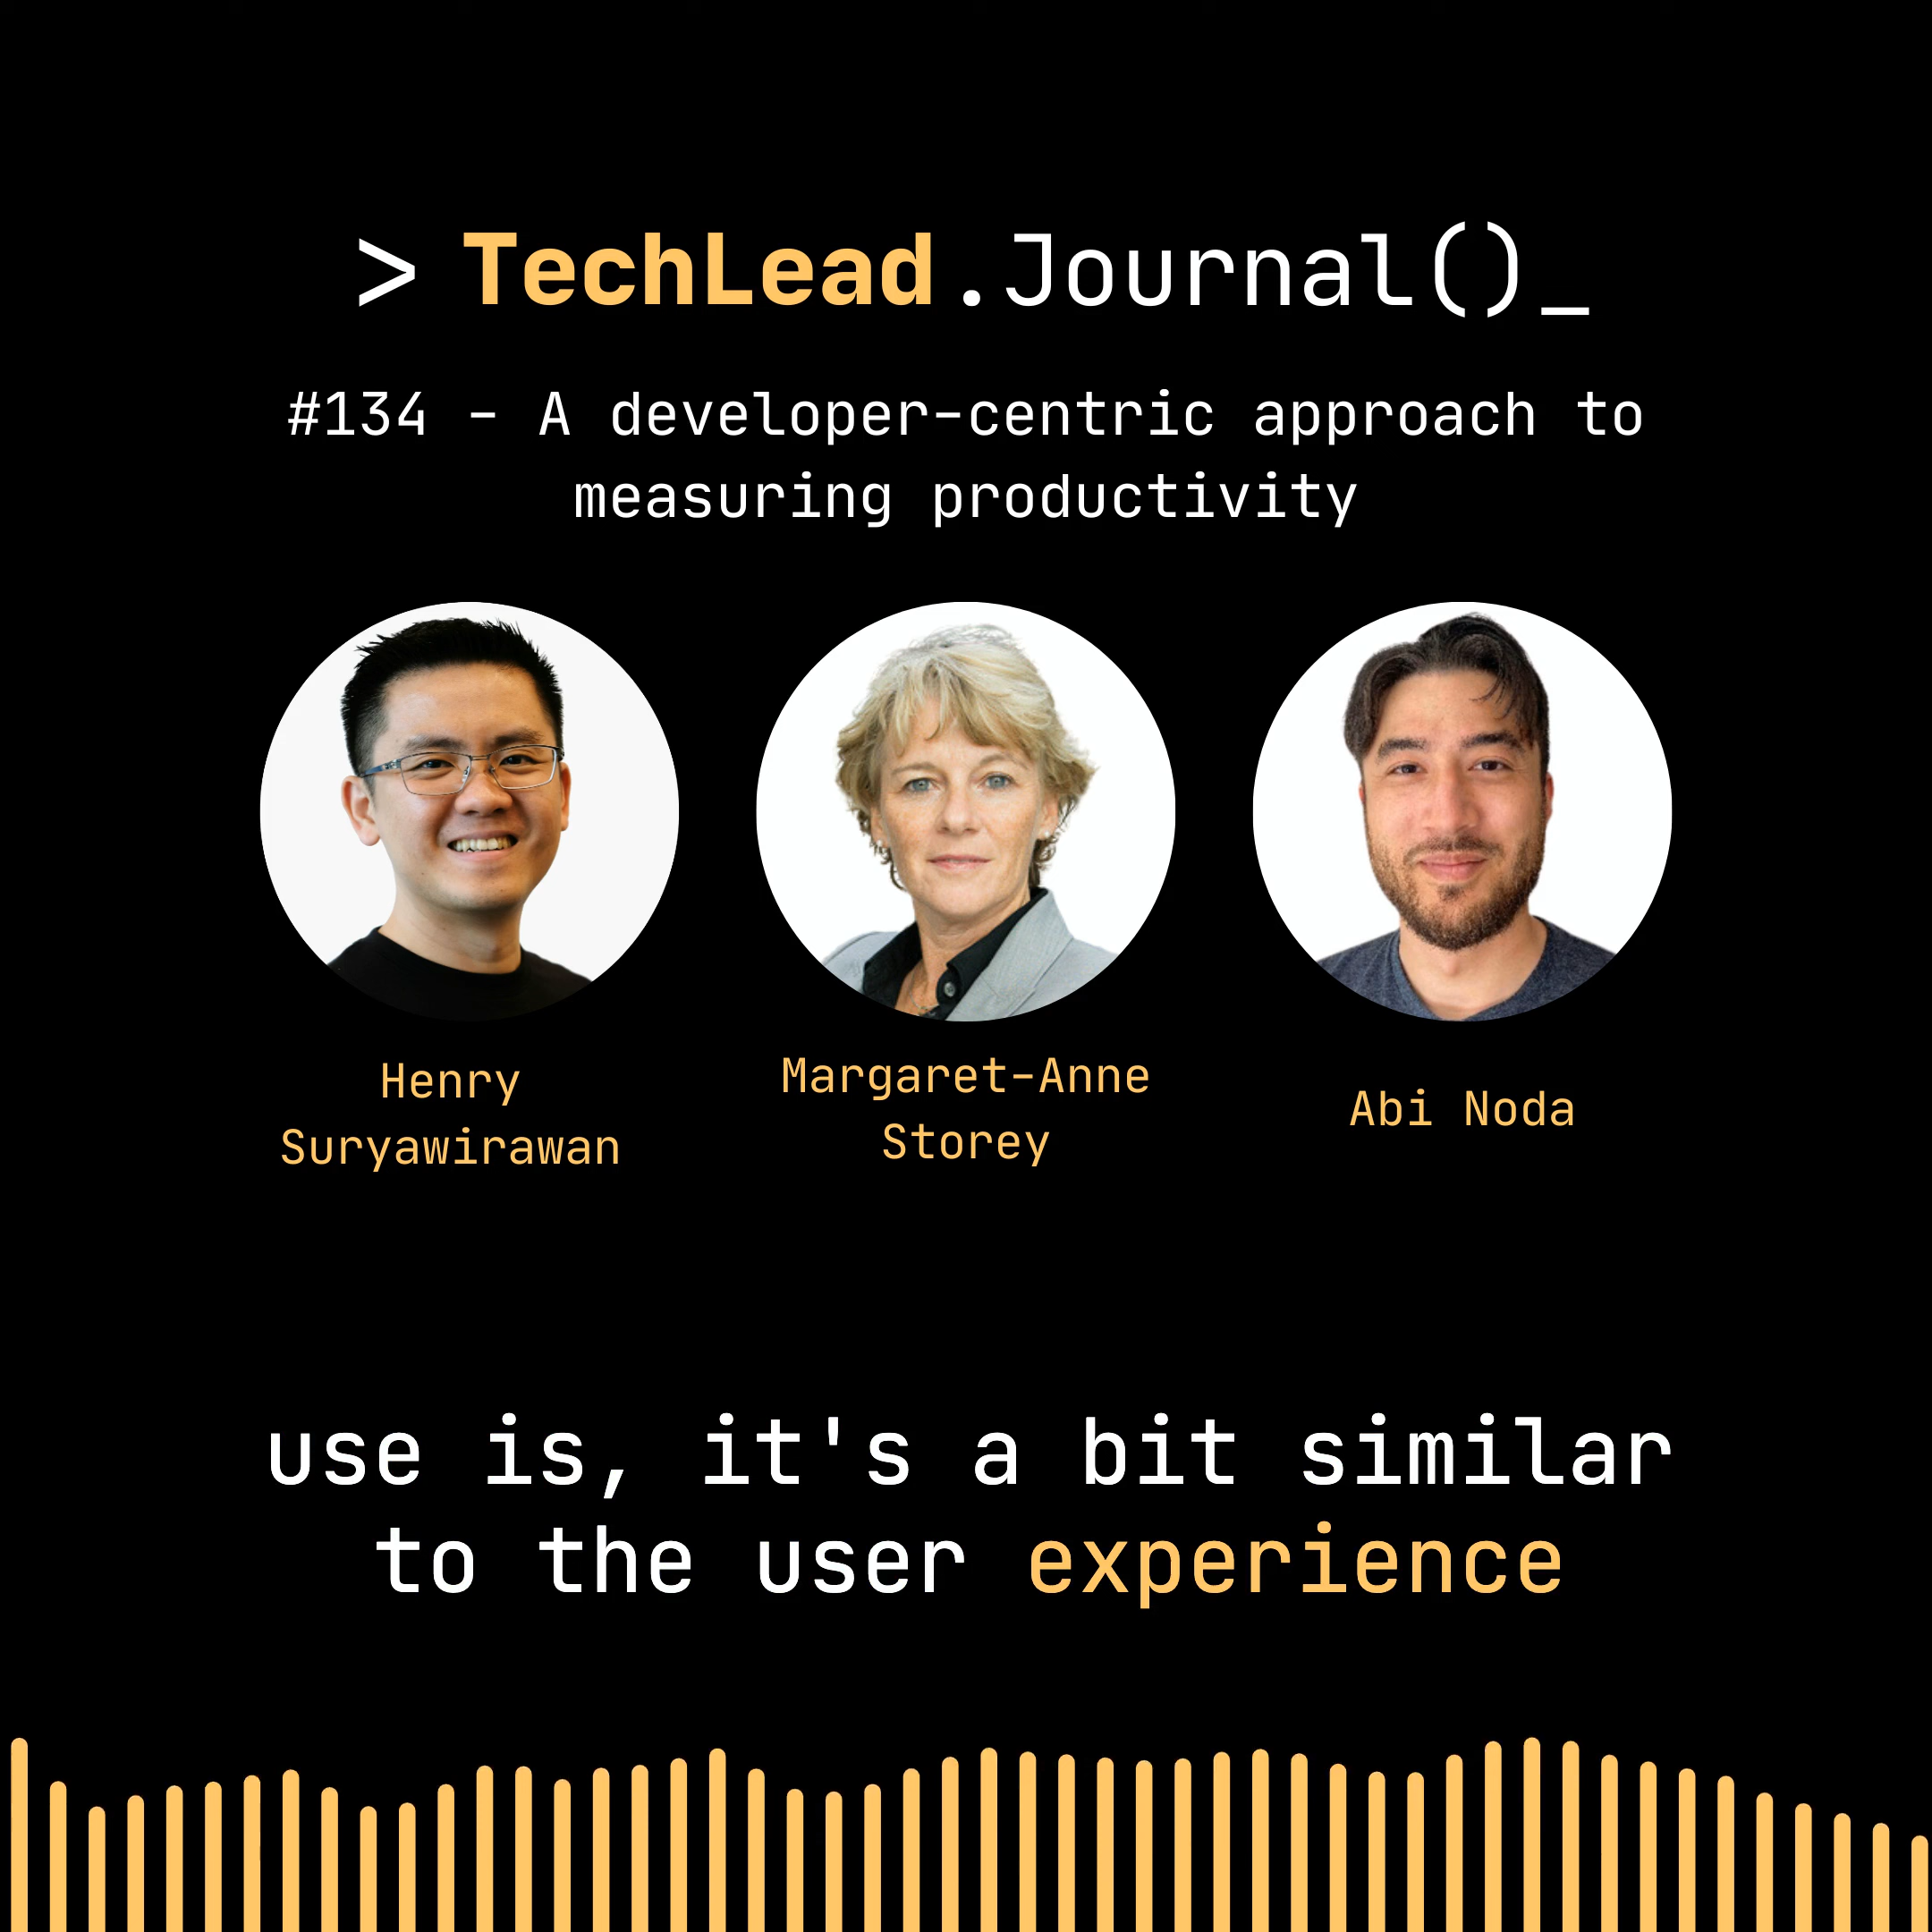 > TechLead.Journal()_
#134 - A developer-centric approach to
measuring productivity
Henry
Suryawirawan
Margaret-Anne
Storey
Abi Noda
use is, it's a bit similar
to the user experience